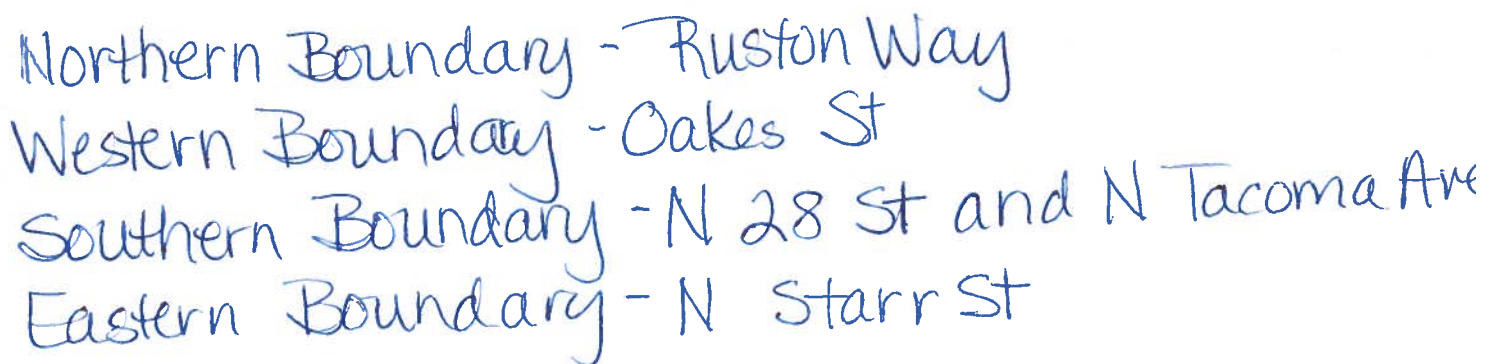 Northern Boundary - Ruston Way
Western Boundary - Oakes St
Southern Boundary - N 28 St and N Tacoma Ave
Eastern Boundary - N Starr St